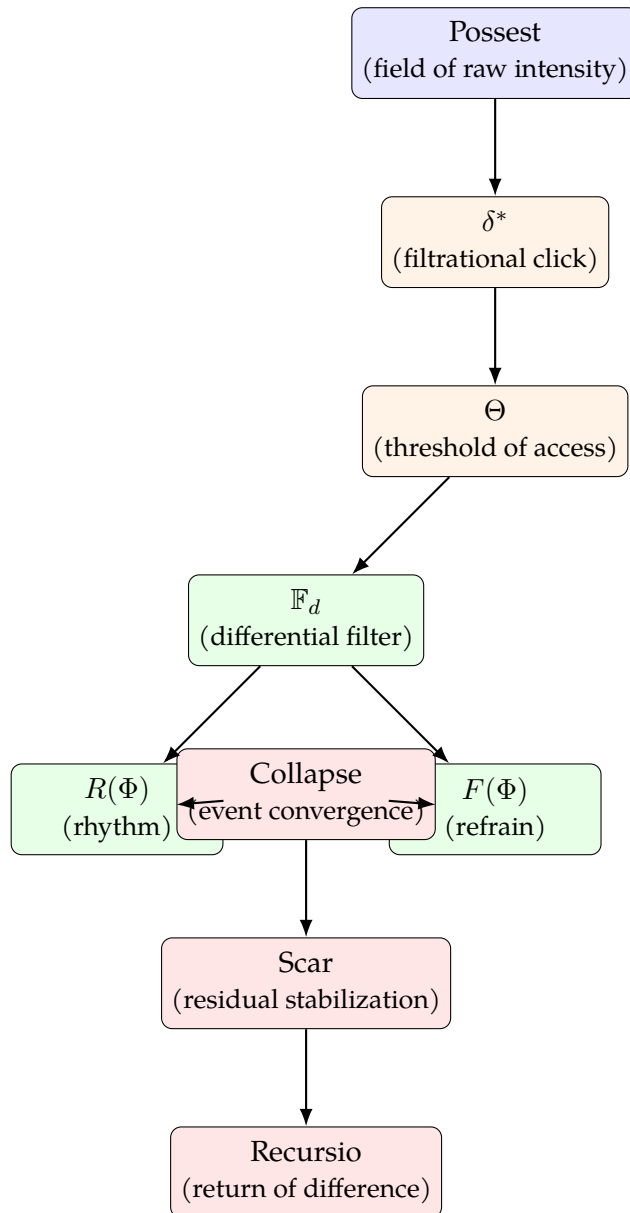 Possest
(field of raw intensity)
δ*
(filtrational click)
Θ
(threshold of access)
𝔽d
(differential filter)
R(Φ)
(rhythm)
Collapse
(event convergence)
F(Φ)
(refrain)
Scar
(residual stabilization)
Recursio
(return of difference)